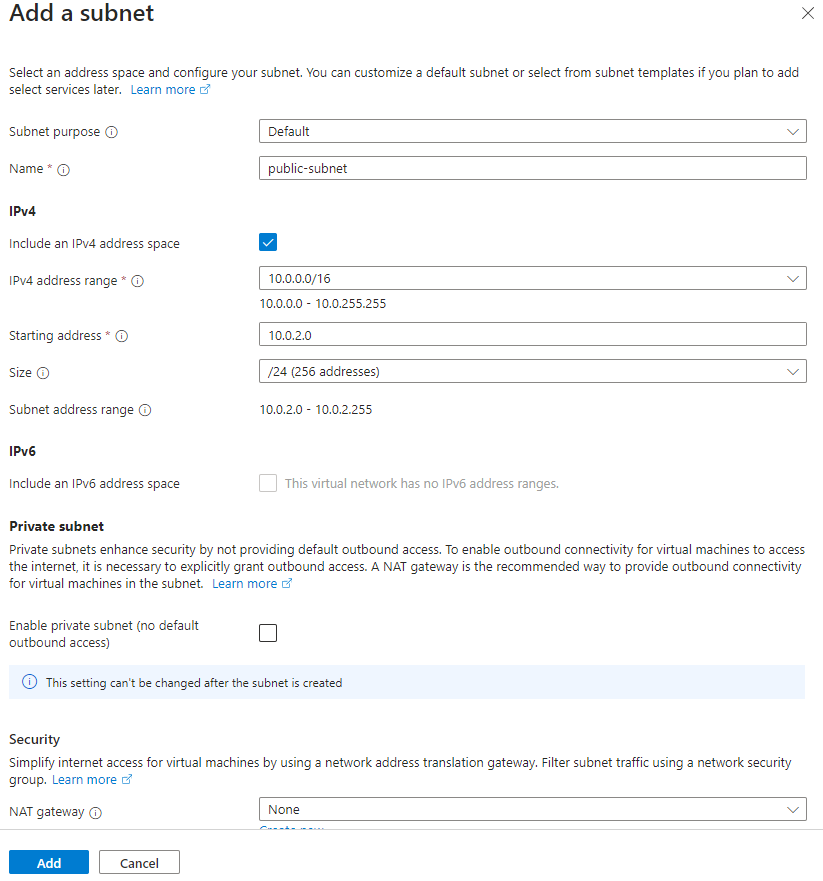 Add a subnet
Select an address space and configure your subnet. You can customize a default subnet or select from subnet templates if you plan to add
select services later. Learn more
Subnet purpose
Default
Name *
public-subnet
IPv4
Include an IPv4 address space
IPv4 address range *
10.0.0.0/16
10.0.0.0 - 10.0.255.255
Starting address *
10.0.2.0
Size
/24 (256 addresses)
Subnet address range
10.0.2.0 - 10.0.2.255
IPv6
Include an IPv6 address space
This virtual network has no IPv6 address ranges.
Private subnet
Private subnets enhance security by not providing default outbound access. To enable outbound connectivity for virtual machines to access
the internet, it is necessary to explicitly grant outbound access. A NAT gateway is the recommended way to provide outbound connectivity
for virtual machines in the subnet. Learn more
Enable private subnet (no default
outbound access)
This setting can't be changed after the subnet is created
Security
Simplify internet access for virtual machines by using a network address translation gateway. Filter subnet traffic using a network security
group. Learn more
NAT gateway
None
Add
Cancel